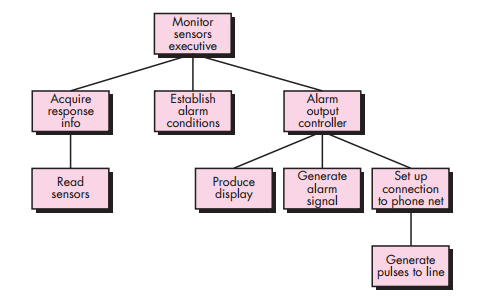 Monitor
sensors
executive
Acquire
response
info
Establish
alarm
conditions
Alarm
output
controller
Read
sensors
Produce
display
Generate
alarm
signal
Set up
connection
to phone net
Generate
pulses to line